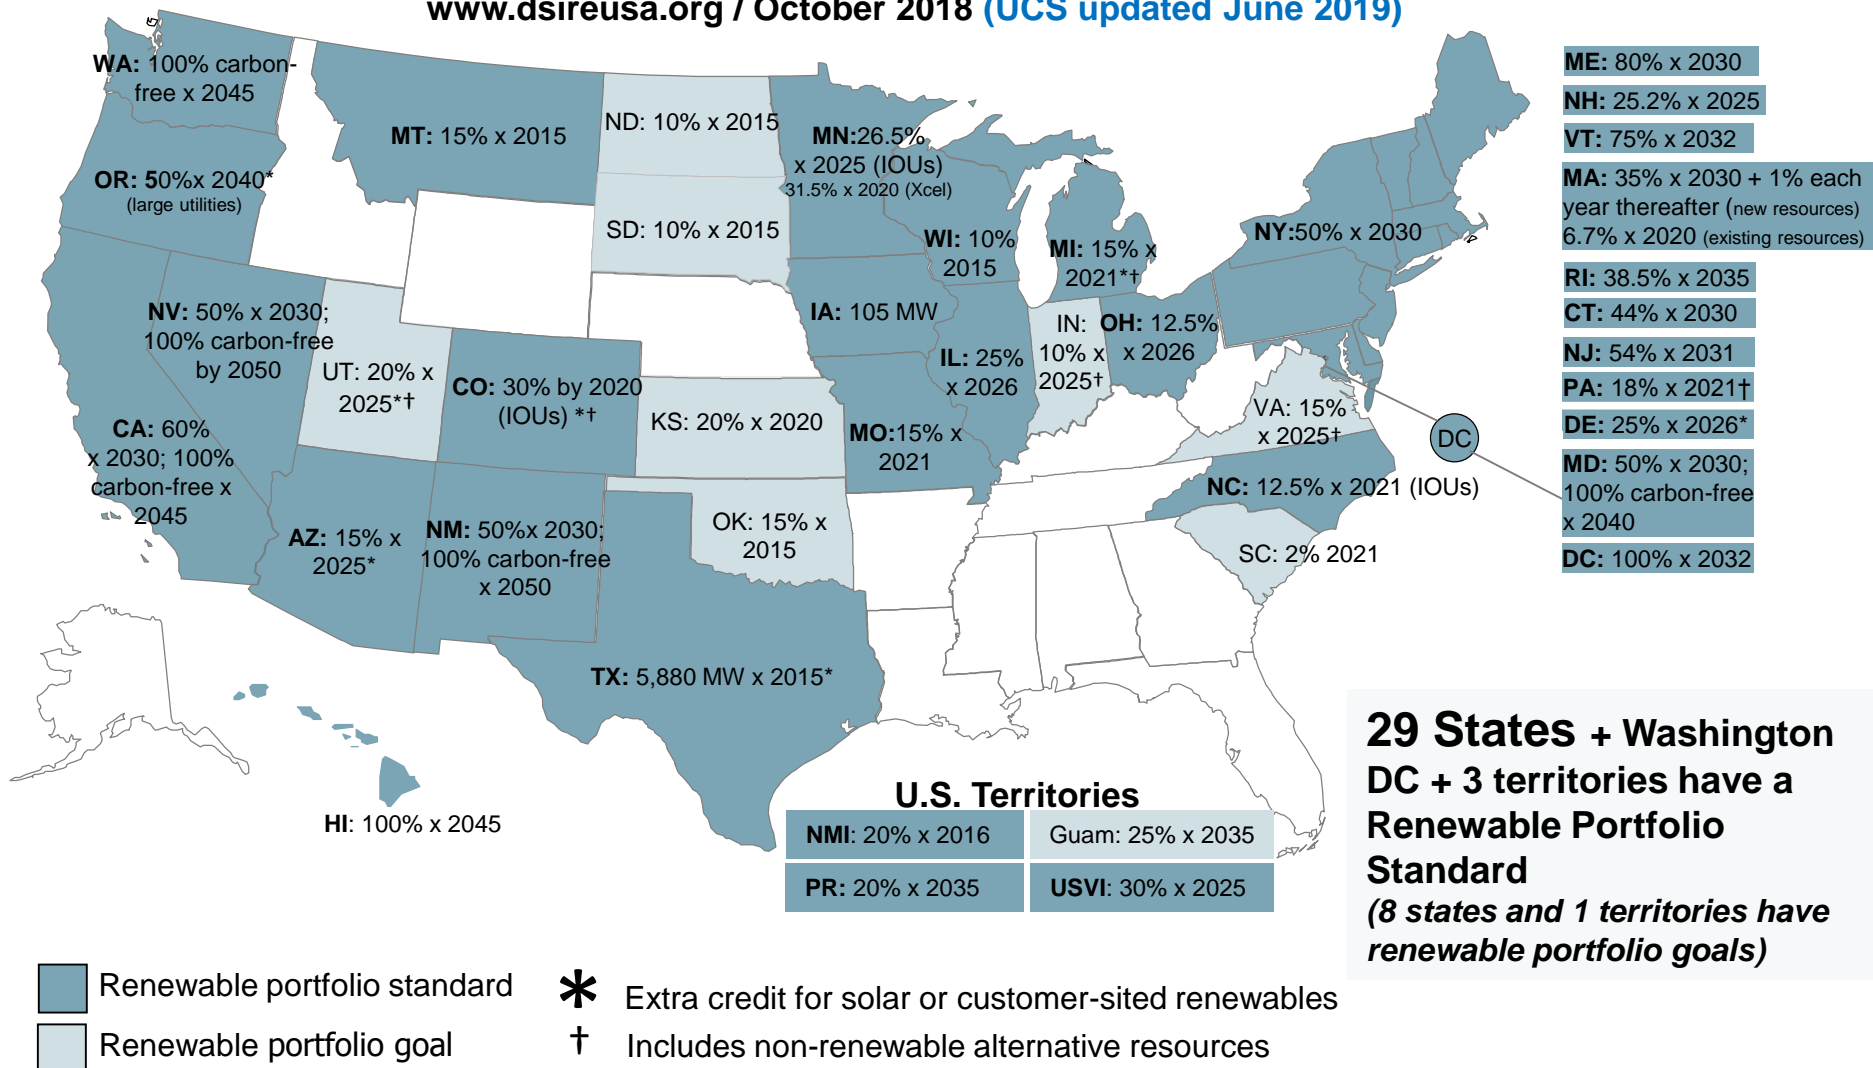 www.dsireusa.org / October 2018 (UCS updated June 2019)
WA: 100% carbon-
free x 2045
OR: 50%x 2040*
(large utilities)
MT: 15% x 2015
ND: 10% x 2015
SD: 10% x 2015
MN:26.5%
x 2025 (IOUs)
31.5% x 2020 (Xcel)
WI: 10%
2015
MI: 15% x
2021*†
NY:50% x 2030
NV: 50% x 2030;
100% carbon-free
by 2050
UT: 20% x
2025*†
CO: 30% by 2020
(IOUs) *†
IA: 105 MW
IL: 25%
x 2026
IN:
10% x
2025†
OH: 12.5%
x 2026
CA: 60%
x 2030; 100%
carbon-free x
2045
KS: 20% x 2020
MO:15% x
2021
VA: 15%
x 2025†
DC
NC: 12.5% x 2021 (IOUs)
AZ: 15% x
2025*
NM: 50%x 2030;
100% carbon-free
x 2050
OK: 15% x
2015
SC: 2% 2021
TX: 5,880 MW x 2015*
HI: 100% x 2045
ME: 80% x 2030
NH: 25.2% x 2025
VT: 75% x 2032
MA: 35% x 2030 + 1% each
year thereafter (new resources)
6.7% x 2020 (existing resources)
RI: 38.5% x 2035
CT: 44% x 2030
NJ: 54% x 2031
PA: 18% x 2021†
DE: 25% x 2026*
MD: 50% x 2030;
100% carbon-free
x 2040
DC: 100% x 2032
U.S. Territories
NMI: 20% x 2016
Guam: 25% x 2035
PR: 20% x 2035
USVI: 30% x 2025
29 States + Washington
DC + 3 territories have a
Renewable Portfolio
Standard
(8 states and 1 territories have
renewable portfolio goals)
Renewable portfolio standard
* Extra credit for solar or customer-sited renewables
Renewable portfolio goal
† Includes non-renewable alternative resources